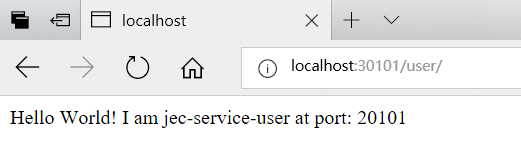 localhost
localhost:30101/user/
Hello World! I am jec-service-user at port: 20101